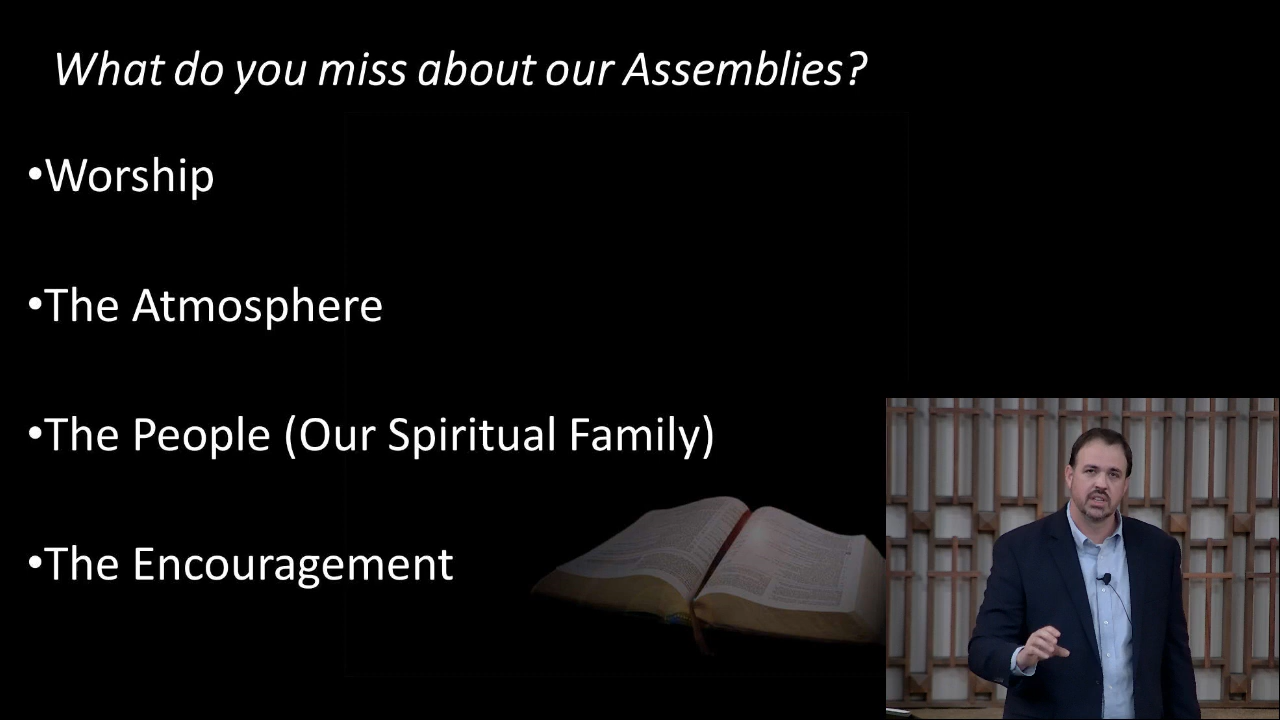 What do you miss about our Assemblies?
•Worship
•The Atmosphere
•The People (Our Spiritual Family)
•The Encouragement